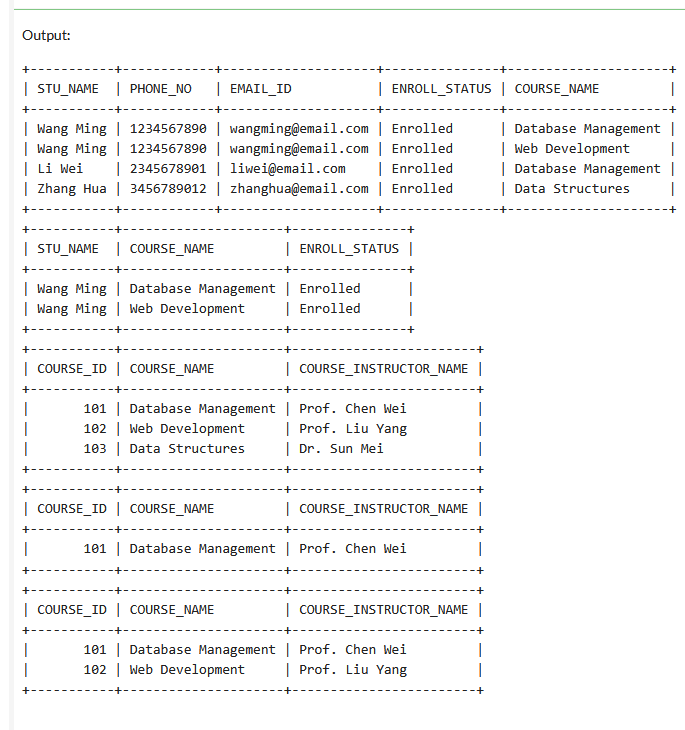 Output:
+-----------+------------+--------------------+---------------+---------------------+
| STU_NAME  | PHONE_NO   | EMAIL_ID           | ENROLL_STATUS | COURSE_NAME         |
+-----------+------------+--------------------+---------------+---------------------+
| Wang Ming | 1234567890 | wangming@email.com | Enrolled      | Database Management |
| Wang Ming | 1234567890 | wangming@email.com | Enrolled      | Web Development     |
| Li Wei    | 2345678901 | liwei@email.com    | Enrolled      | Database Management |
| Zhang Hua | 3456789012 | zhanghua@email.com | Enrolled      | Data Structures     |
+-----------+------------+--------------------+---------------+---------------------+
+-----------+---------------------+---------------+
| STU_NAME  | COURSE_NAME         | ENROLL_STATUS |
+-----------+---------------------+---------------+
| Wang Ming | Database Management | Enrolled      |
| Wang Ming | Web Development     | Enrolled      |
+-----------+---------------------+---------------+
+-----------+---------------------+------------------------+
| COURSE_ID | COURSE_NAME         | COURSE_INSTRUCTOR_NAME |
+-----------+---------------------+------------------------+
|       101 | Database Management | Prof. Chen Wei         |
|       102 | Web Development     | Prof. Liu Yang         |
|       103 | Data Structures     | Dr. Sun Mei            |
+-----------+---------------------+------------------------+
+-----------+---------------------+------------------------+
| COURSE_ID | COURSE_NAME         | COURSE_INSTRUCTOR_NAME |
+-----------+---------------------+------------------------+
|       101 | Database Management | Prof. Chen Wei         |
+-----------+---------------------+------------------------+
+-----------+---------------------+------------------------+
| COURSE_ID | COURSE_NAME         | COURSE_INSTRUCTOR_NAME |
+-----------+---------------------+------------------------+
|       101 | Database Management | Prof. Chen Wei         |
|       102 | Web Development     | Prof. Liu Yang         |
+-----------+---------------------+------------------------+